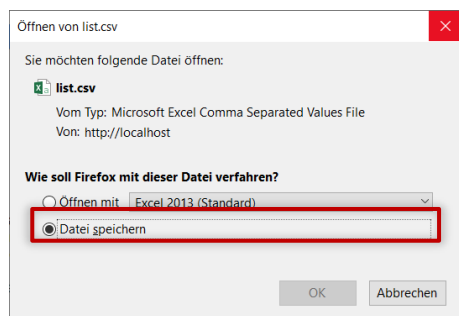 Öffnen von list.csv
Sie möchten folgende Datei öffnen:
list.csv
Vom Typ: Microsoft Excel Comma Separated Values File
Von: http://localhost
Wie soll Firefox mit dieser Datei verfahren?
Öffnen mit Excel 2013 (Standard)
Datei speichern
OK Abbrechen